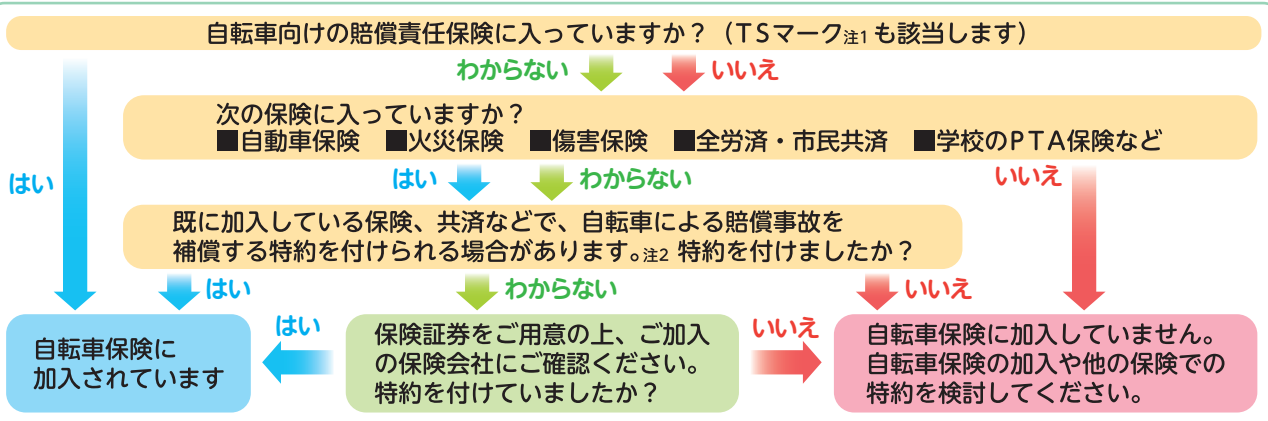 自転車向けの賠償責任保険に入っていますか？（TSマーク注1も該当します）
わからない
いいえ
次の保険に入っていますか？
■自動車保険　■火災保険　■傷害保険　■全労済・市民共済　■学校のPTA保険など
はい
はい
わからない
いいえ
既に加入している保険、共済などで、自転車による賠償事故を
補償する特約を付けられる場合があります。注2 特約を付けましたか？
はい
わからない
いいえ
自転車保険に
加入されています
はい
保険証券をご用意の上、ご加入
の保険会社にご確認ください。
特約を付けていましたか？
いいえ
自転車保険に加入していません。
自転車保険の加入や他の保険での
特約を検討してください。